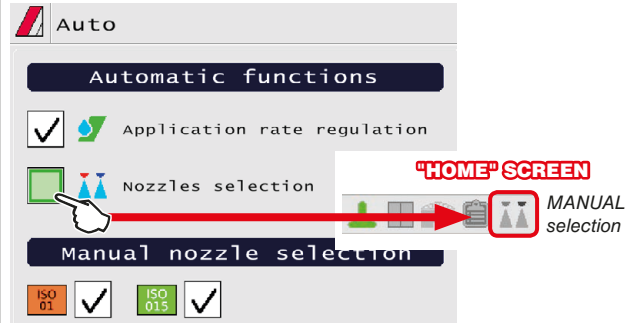 Auto
Automatic functions
Application rate regulation
Nozzles selection
"HOME" SCREEN
MANUAL
selection
Manual nozzle selection
ISO
01
ISO
015